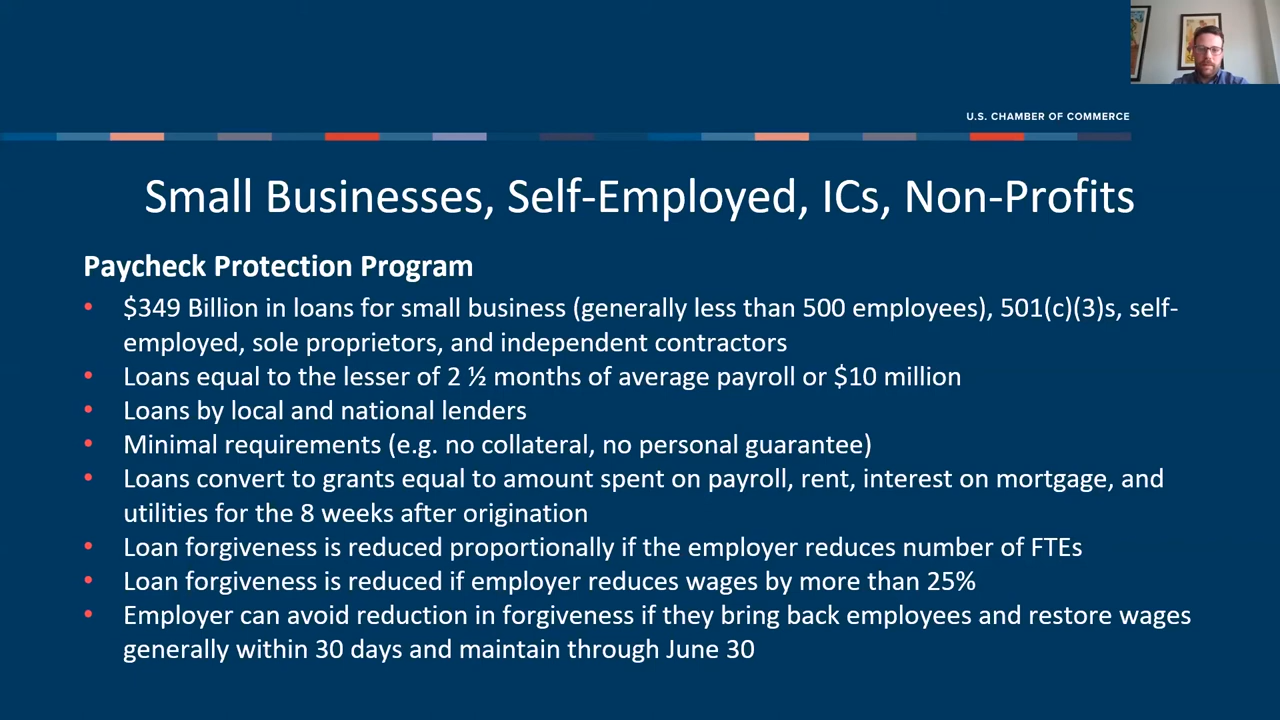 U.S. CHAMBER OF COMMERCE
Small Businesses, Self-Employed, ICs, Non-Profits
Paycheck Protection Program
• $349 Billion in loans for small business (generally less than 500 employees), 501(c)(3)s, self-
employed, sole proprietors, and independent contractors
• Loans equal to the lesser of 2 ½ months of average payroll or $10 million
• Loans by local and national lenders
• Minimal requirements (e.g. no collateral, no personal guarantee)
• Loans convert to grants equal to amount spent on payroll, rent, interest on mortgage, and
utilities for the 8 weeks after origination
• Loan forgiveness is reduced proportionally if the employer reduces number of FTEs
• Loan forgiveness is reduced if employer reduces wages by more than 25%
• Employer can avoid reduction in forgiveness if they bring back employees and restore wages
generally within 30 days and maintain through June 30